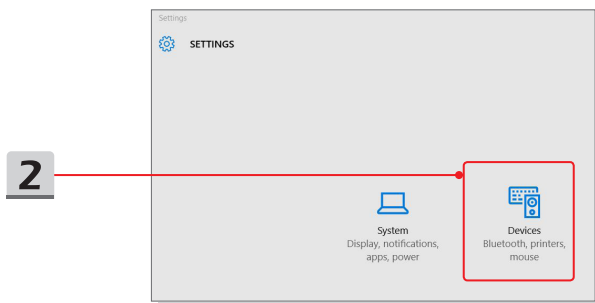 Settings
SETTINGS
2
System
Display, notifications,
apps, power
Devices
Bluetooth, printers,
mouse